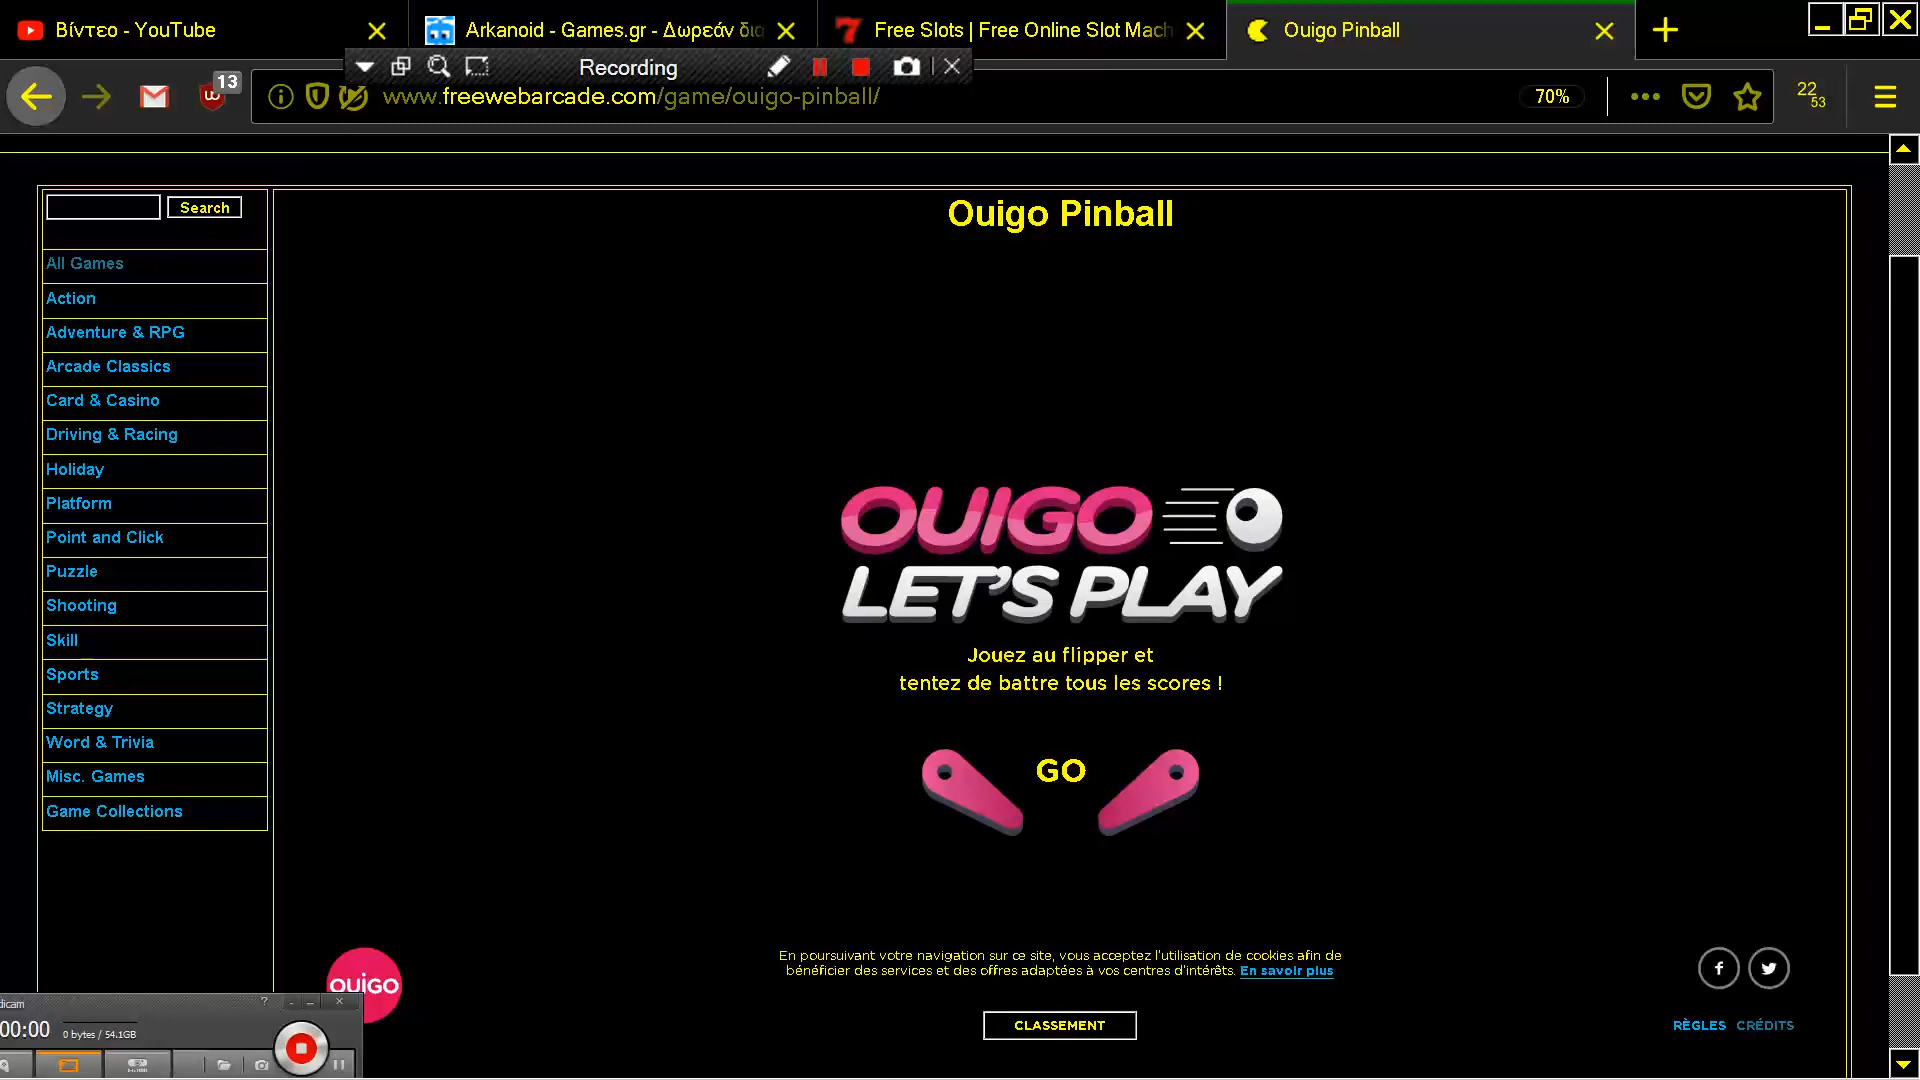 Βίντεο - YouTube
Arkanoid - Games.gr - Δωρεάν δια
Free Slots | Free Online Slot Mach
Ouigo Pinball
Recording
13
www.freewebarcade.com/game/ouigo-pinball/
70%
22
53
Search
All Games
Action
Adventure & RPG
Arcade Classics
Card & Casino
Driving & Racing
Holiday
Platform
Point and Click
Puzzle
Shooting
Skill
Sports
Strategy
Word & Trivia
Misc. Games
Game Collections
Ouigo Pinball
OUIGO
LET'S PLAY
Jouez au flipper et
tentez de battre tous les scores !
GO
En poursuivant votre navigation sur ce site, vous acceptez l'utilisation de cookies afin de
bénéficier des services et des offres adaptées à vos centres d'intérêts. En savoir plus
CLASSEMENT
RÈGLES CRÉDITS
OUIGO
dicam
00:00
0 bytes / 54.1GB